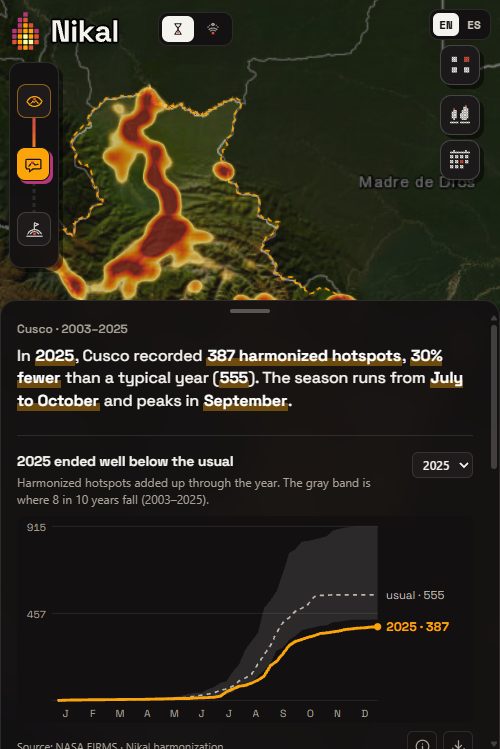 Nikal
EN ES
Madre de Dios
Cusco · 2003–2025
In 2025, Cusco recorded 387 harmonized hotspots, 30%
fewer than a typical year (555). The season runs from July
to October and peaks in September.
2025 ended well below the usual
2025
Harmonized hotspots added up through the year. The gray band is
where 8 in 10 years fall (2003–2025).
915
usual · 555
457
2025 · 387
J F M A M J J A S O N D
Source: NASA FIRMS · Nikal harmonization